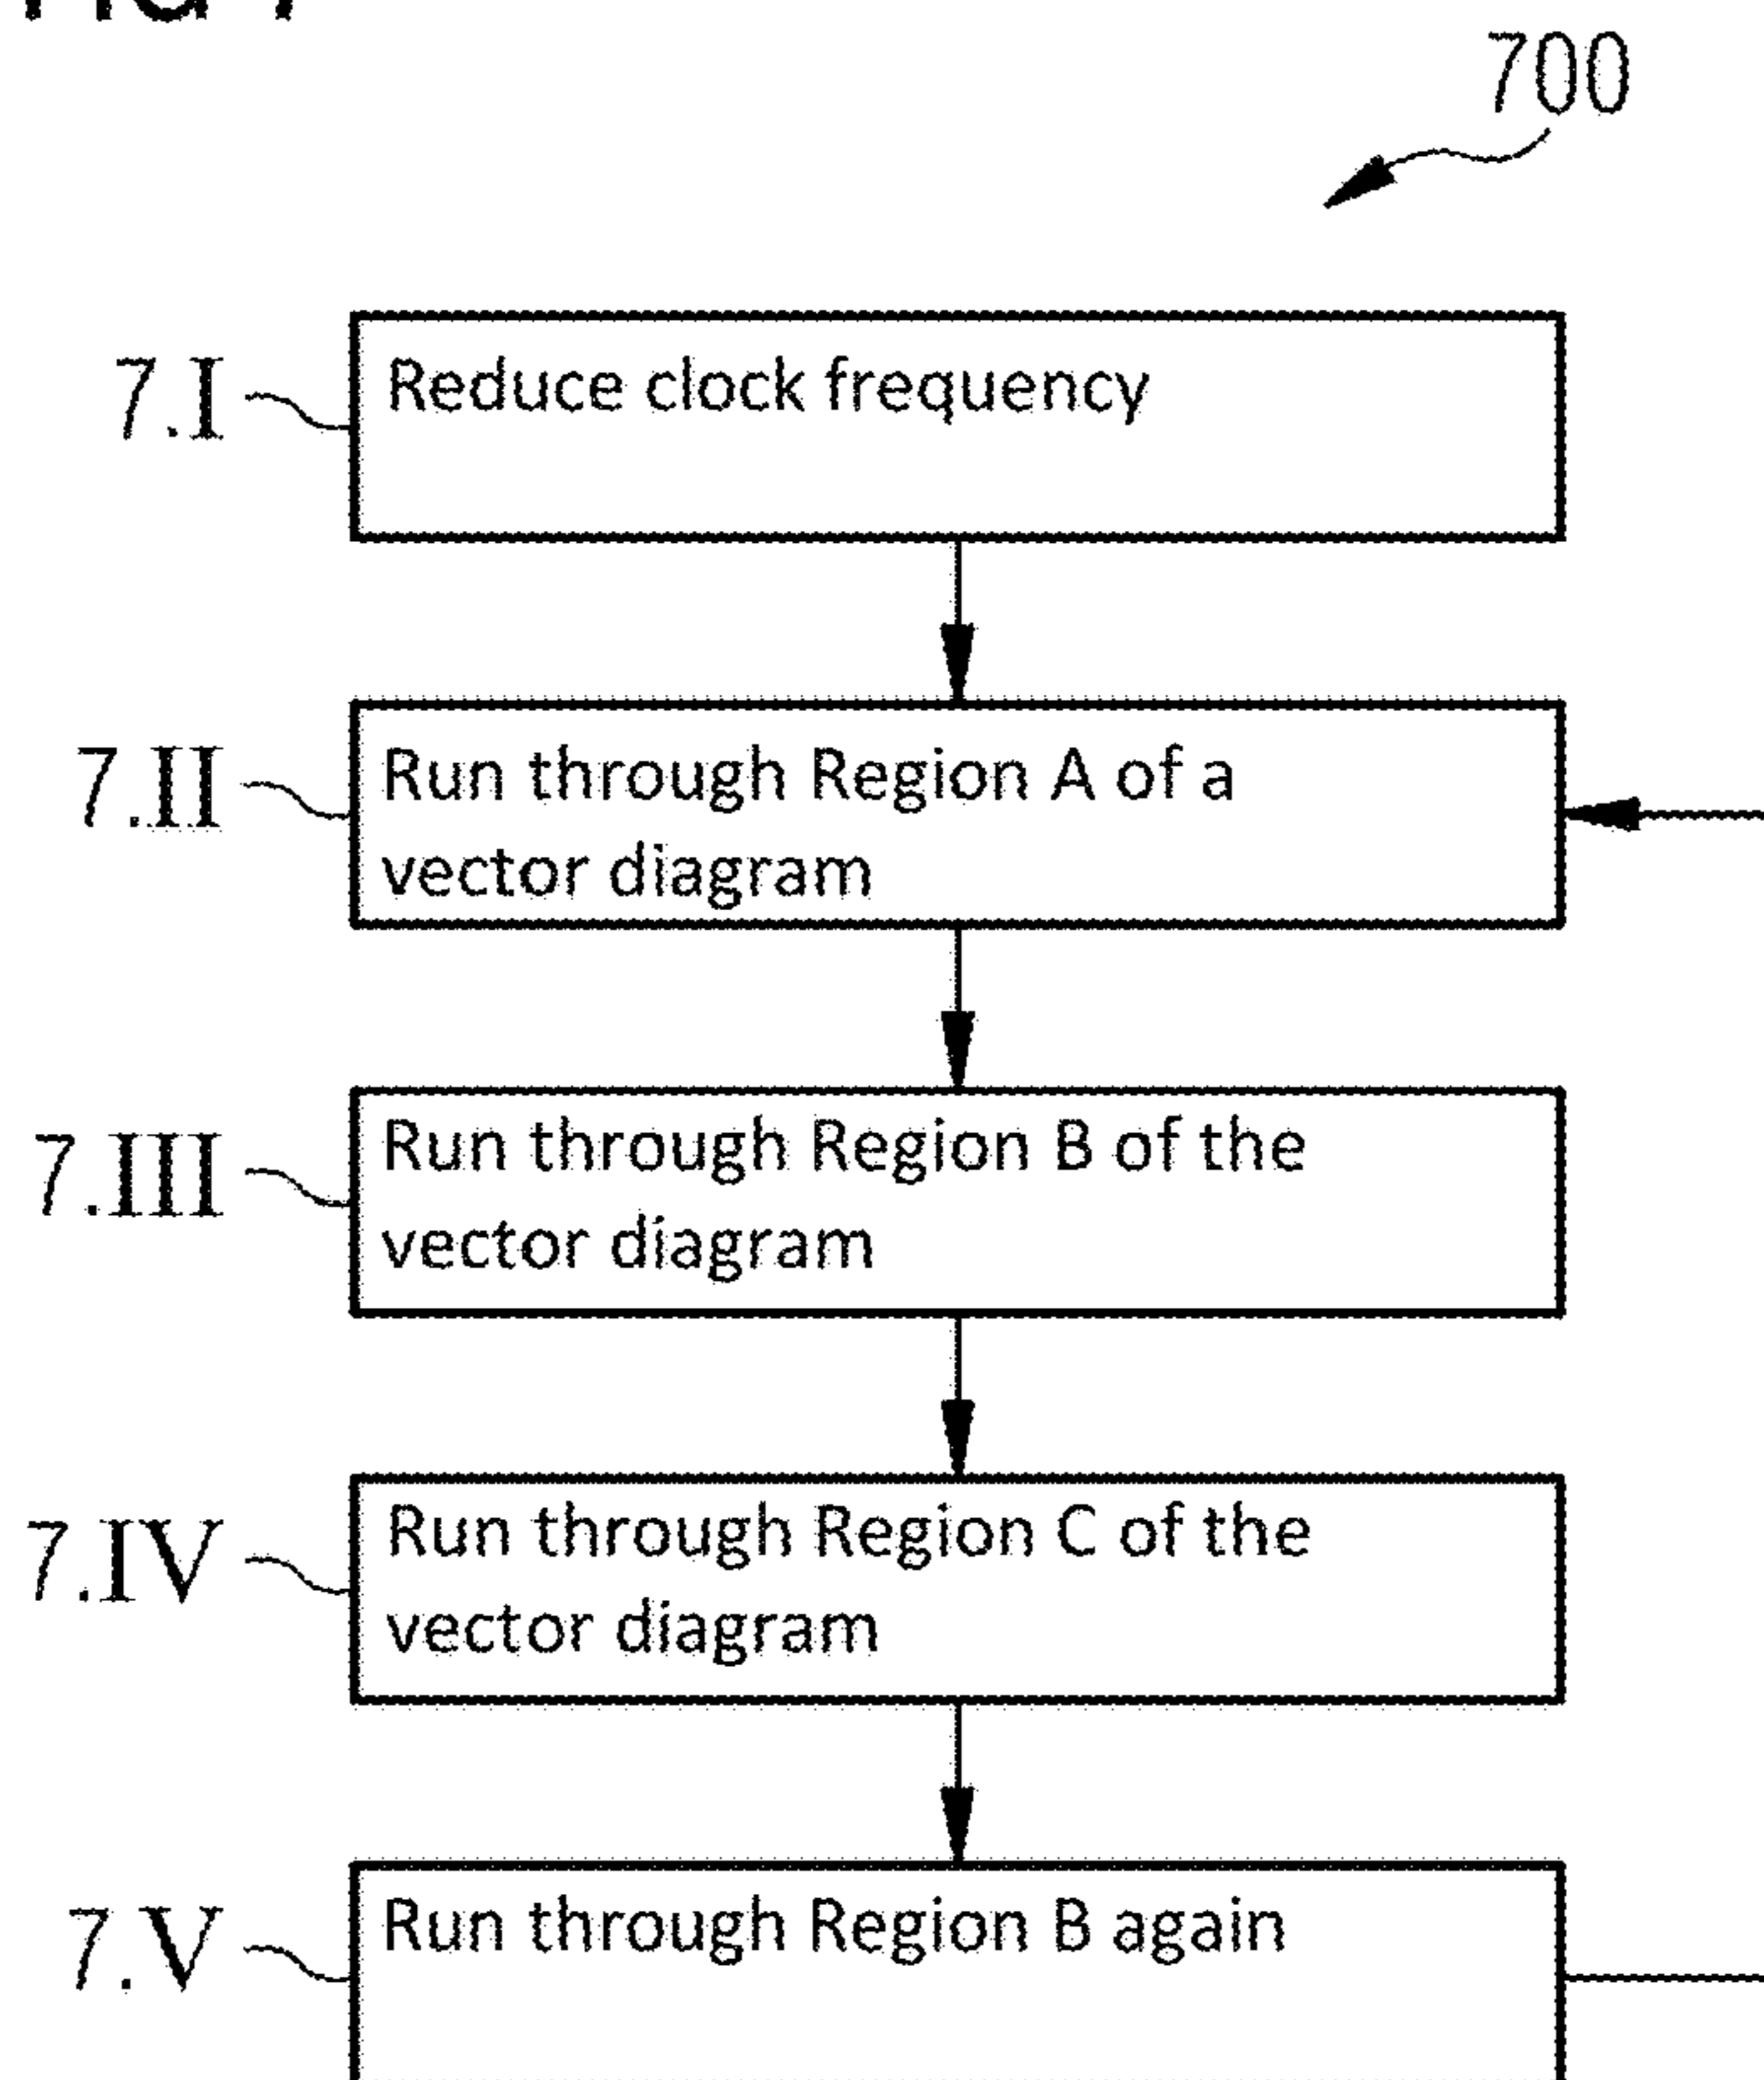 700
7.I
Reduce clock frequency
7.II
Run through Region A of a
vector diagram
7.III
Run through Region B of the
vector diagram
7.IV
Run through Region C of the
vector diagram
7.V
Run through Region B again